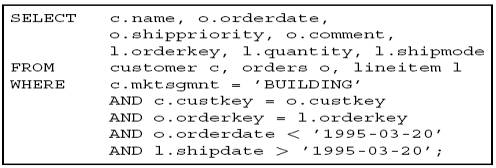 SELECT c.name, o.orderdate,
o.shippriority, o.comment,
l.orderkey, l.quantity, l.shipmode
FROM customer c, orders o, lineitem l
WHERE c.mktsgmnt = 'BUILDING'
AND c.custkey = o.custkey
AND o.orderkey = l.orderkey
AND o.orderdate < '1995-03-20'
AND l.shipdate > '1995-03-20';